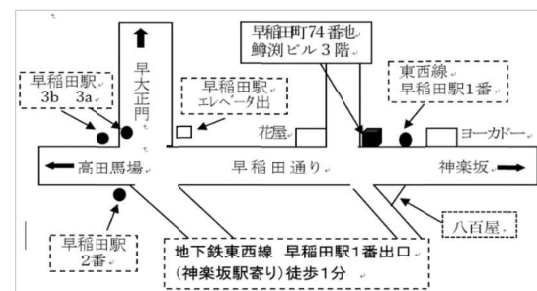 早稲田町74番地
鱒渕ビル3階
早稲田駅
3b 3a
早大正門
早稲田駅
エレベータ出
花屋
東西線
早稲田駅1番
ヨーカドー
高田馬場
早稲田通り
神楽坂
早稲田駅
2番
地下鉄東西線 早稲田駅1番出口
(神楽坂駅寄り)徒歩1分
八百屋